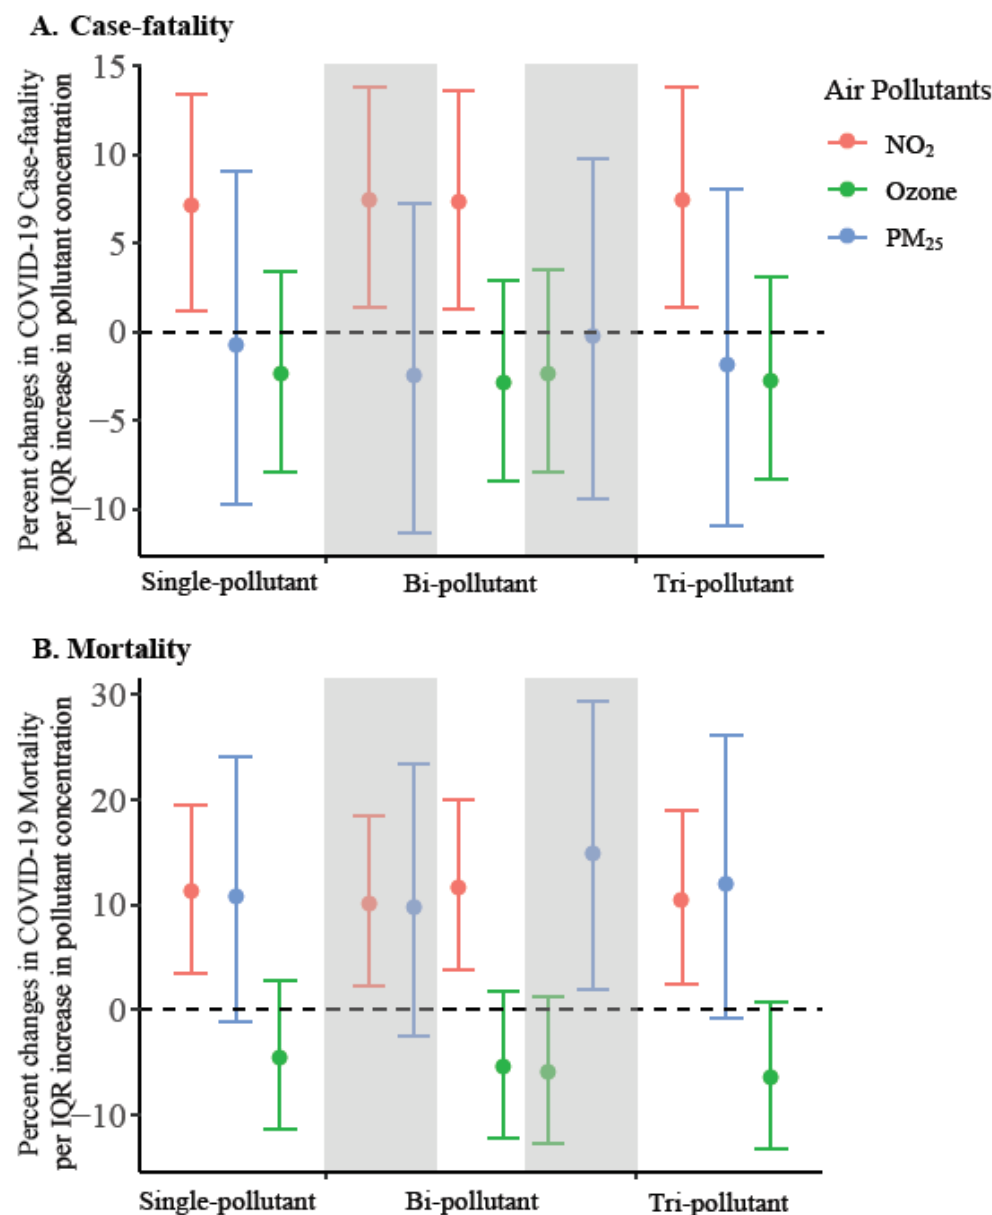 A. Case-fatality
Percent changes in COVID-19 Case-fatality
per IQR increase in pollutant concentration
15
10
5
0
−5
−10
Single-pollutant
Bi-pollutant
Tri-pollutant
Air Pollutants
NO₂
Ozone
PM₂₅
B. Mortality
Percent changes in COVID-19 Mortality
per IQR increase in pollutant concentration
30
20
10
0
−10
Single-pollutant
Bi-pollutant
Tri-pollutant